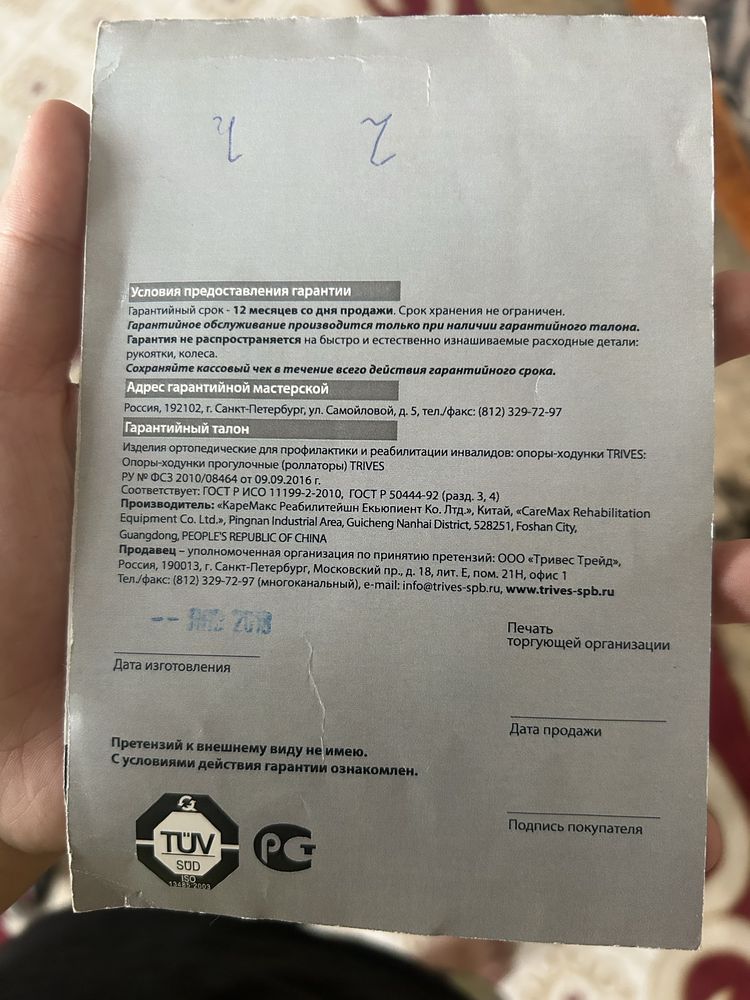 Условия предоставления гарантии
Гарантийный срок - 12 месяцев со дня продажи. Срок хранения не ограничен.
Гарантийное обслуживание производится только при наличии гарантийного талона.
Гарантия не распространяется на быстро и естественно изнашиваемые расходные детали:
рукоятки, колеса.
Сохраняйте кассовый чек в течение всего действия гарантийного срока.
Адрес гарантийной мастерской
Россия, 192102, г. Санкт-Петербург, ул. Самойловой, д. 5, тел./факс: (812) 329-72-97
Гарантийный талон
Изделия ортопедические для профилактики и реабилитации инвалидов: опоры-ходунки TRIVES:
Опоры-ходунки прогулочные (роллаторы) TRIVES
РУ № ФСЗ 2010/08464 от 09.09.2016 г.
Соответствует: ГОСТ Р ИСО 11199-2-2010, ГОСТ Р 50444-92 (разд. 3, 4)
Производитель: «КареМакс Реабилитейшн Екьюпиент Ко. Лтд.», Китай, «CareMax Rehabilitation
Equipment Co. Ltd.», Pingnan Industrial Area, Guicheng Nanhai District, 528251, Foshan City,
Guangdong, PEOPLE'S REPUBLIC OF CHINA
Продавец – уполномоченная организация по принятию претензий: ООО «Тривес Трейд»,
Россия, 190013, г. Санкт-Петербург, Московский пр., д. 18, лит. Е, пом. 21Н, офис 1
Тел./факс: (812) 329-72-97 (многоканальный), e-mail: info@trives-spb.ru, www.trives-spb.ru
2018
Дата изготовления
Печать
торгующей организации
Дата продажи
Претензий к внешнему виду не имею.
С условиями действия гарантии ознакомлен.
Подпись покупателя
TÜV
SÜD
ISO
13485:2003
РСТ